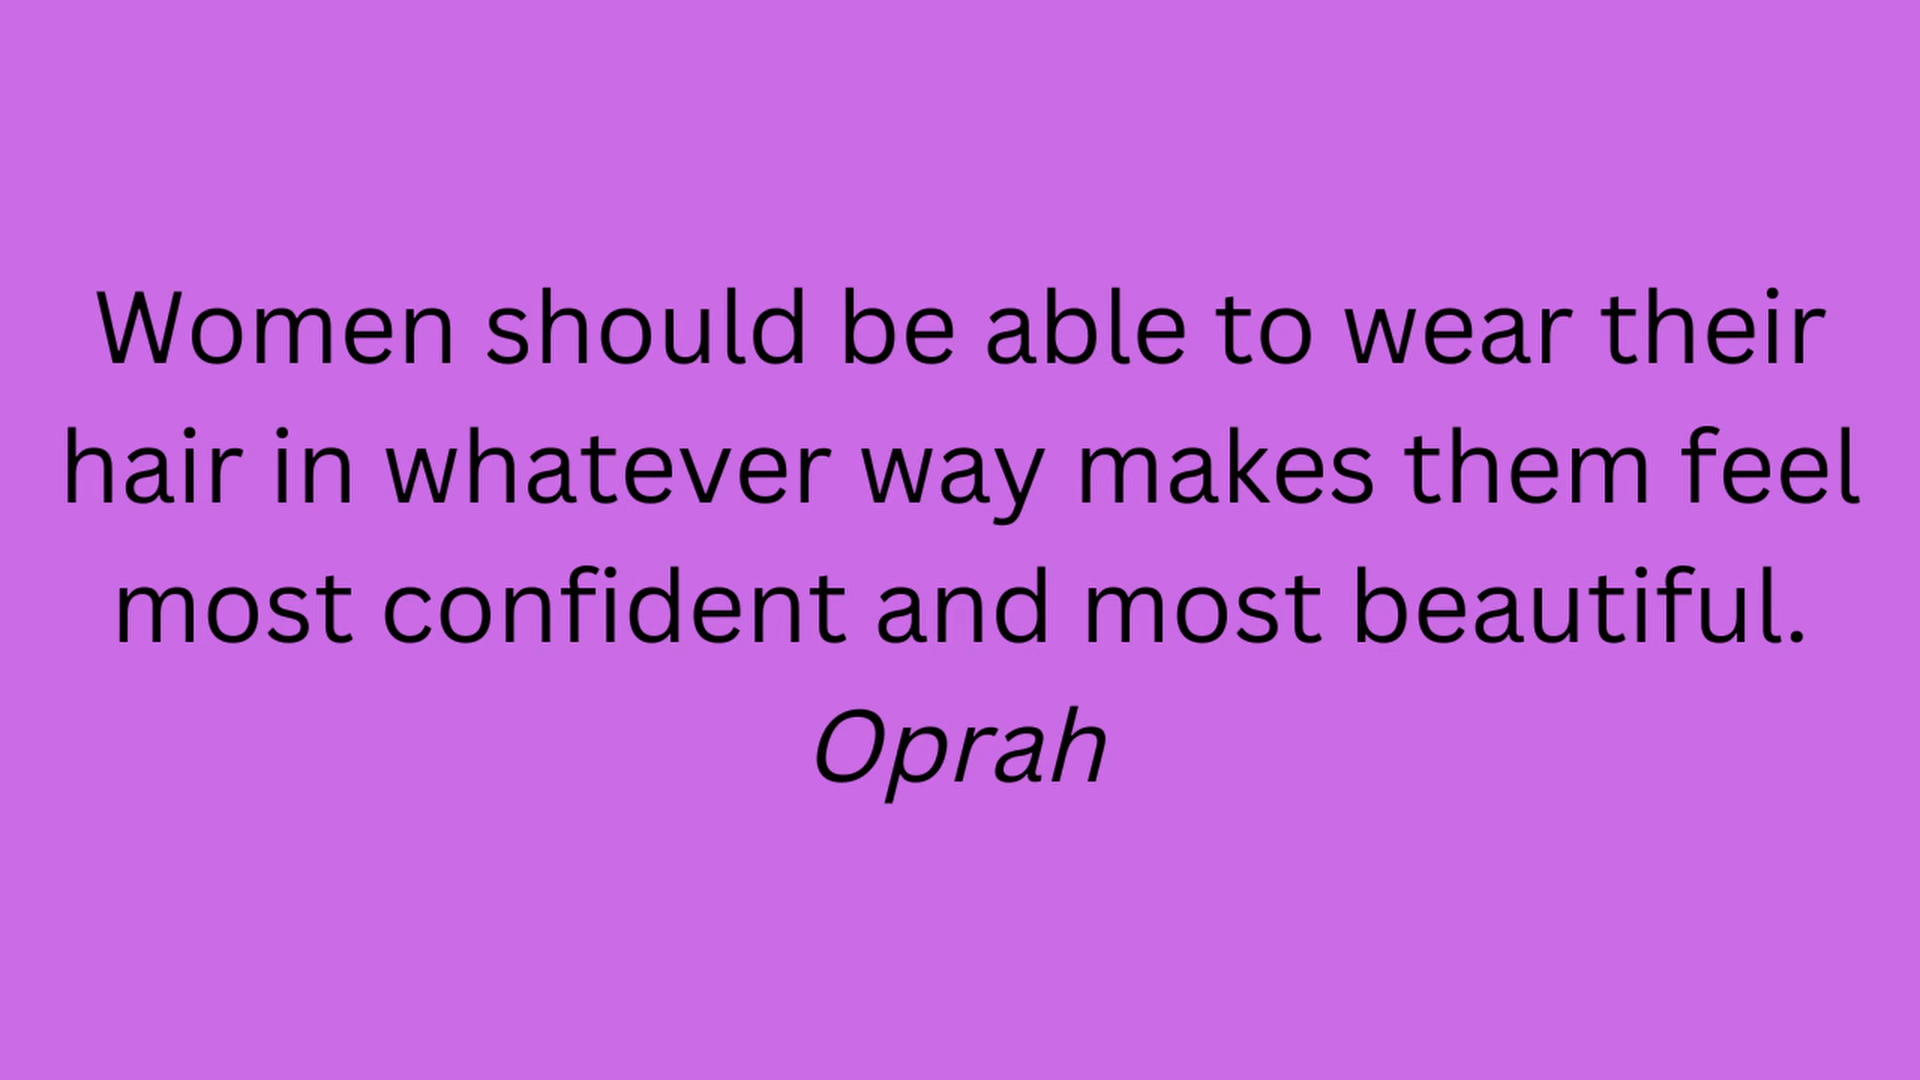 Women should be able to wear their
hair in whatever way makes them feel
most confident and most beautiful.
Oprah